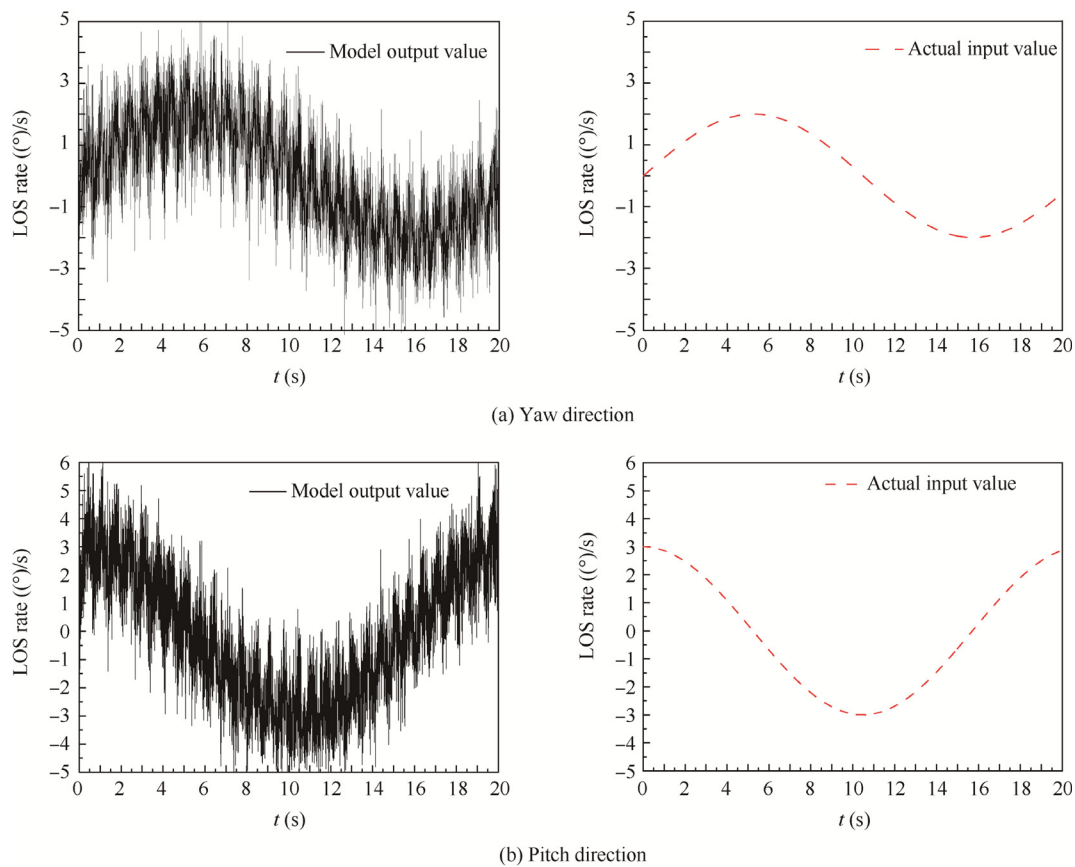 5
3
1
−1
−3
−5
LOS rate ((°)/s)
Model output value
0 2 4 6 8 10 12 14 16 18 20
t (s)
5
3
1
−1
−3
−5
LOS rate ((°)/s)
Actual input value
0 2 4 6 8 10 12 14 16 18 20
t (s)
(a) Yaw direction
6
5
4
3
2
1
0
−1
−2
−3
−4
−5
LOS rate ((°)/s)
Model output value
0 2 4 6 8 10 12 14 16 18 20
t (s)
6
5
4
3
2
1
0
−1
−2
−3
−4
−5
LOS rate ((°)/s)
Actual input value
0 2 4 6 8 10 12 14 16 18 20
t (s)
(b) Pitch direction